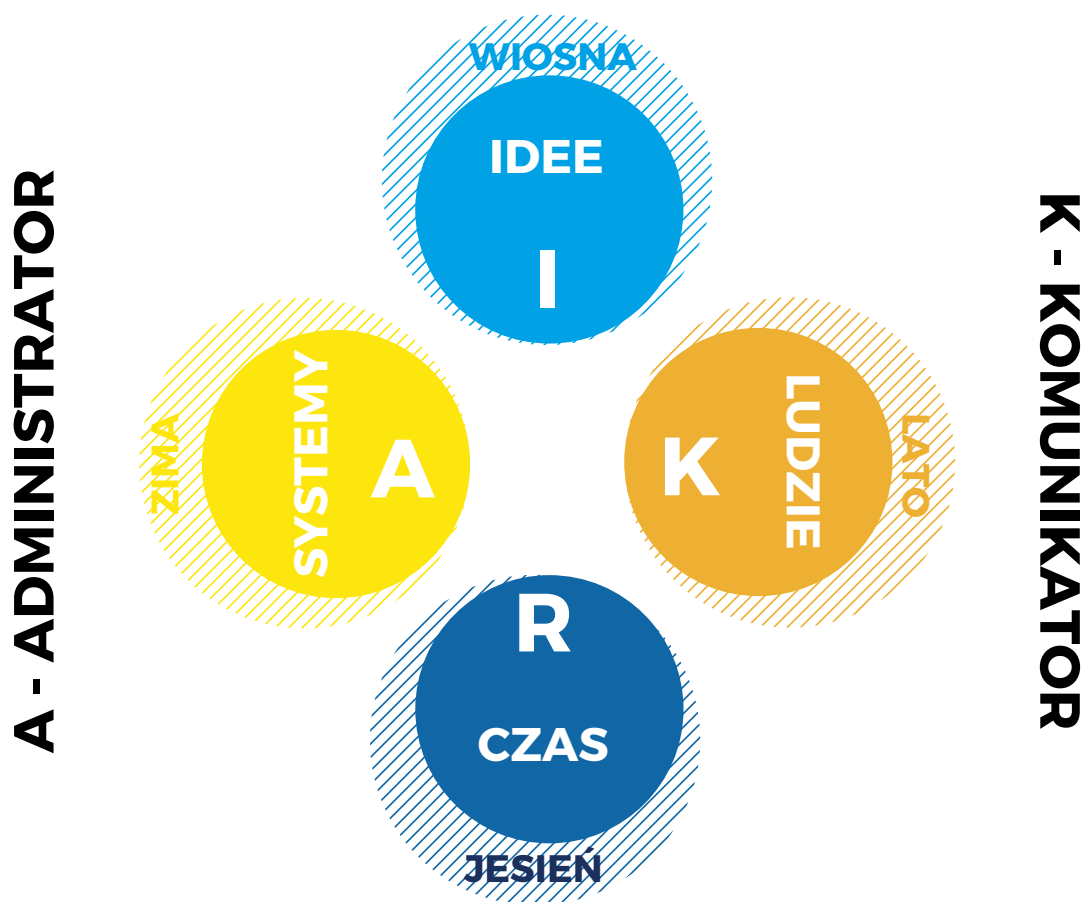 WIOSNA
IDEE
I
A - ADMINISTRATOR
ZIMA
SYSTEMY
A
K
LUDZIE
LATO
K - KOMUNIKATOR
R
CZAS
JESIEŃ